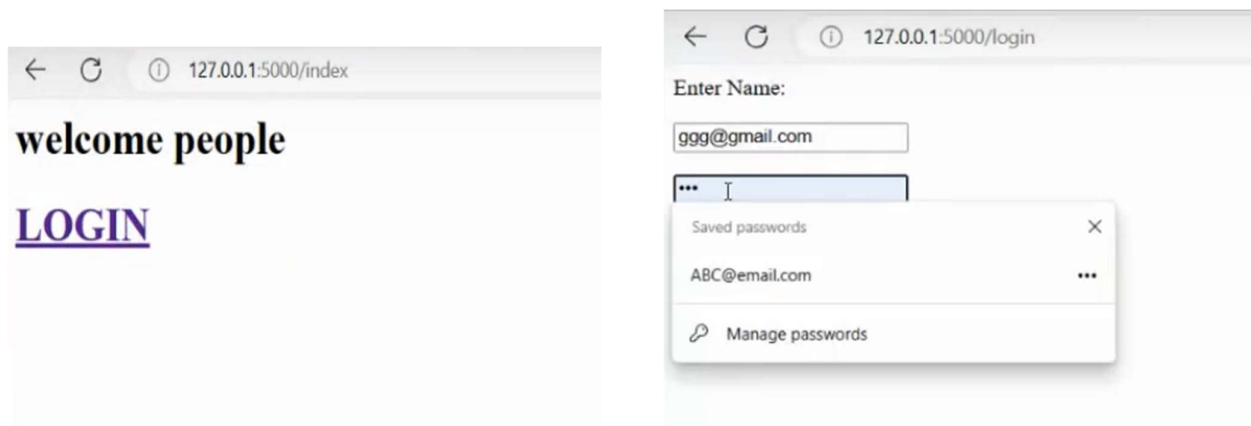 127.0.0.1:5000/index
welcome people
LOGIN
127.0.0.1:5000/login
Enter Name:
ggg@gmail.com
•••
Saved passwords
ABC@email.com
•••
Manage passwords